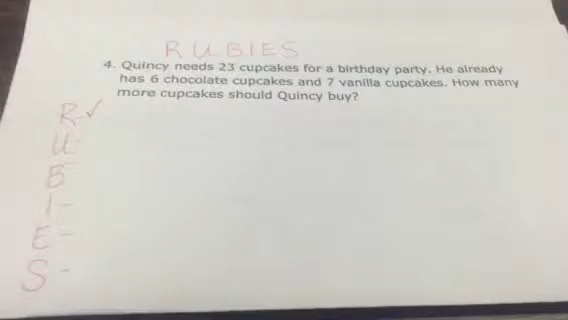 RUBIES
4. Quincy needs 23 cupcakes for a birthday party. He already
has 6 chocolate cupcakes and 7 vanilla cupcakes. How many
more cupcakes should Quincy buy?
R ✓
U
B
I -
E -
S -